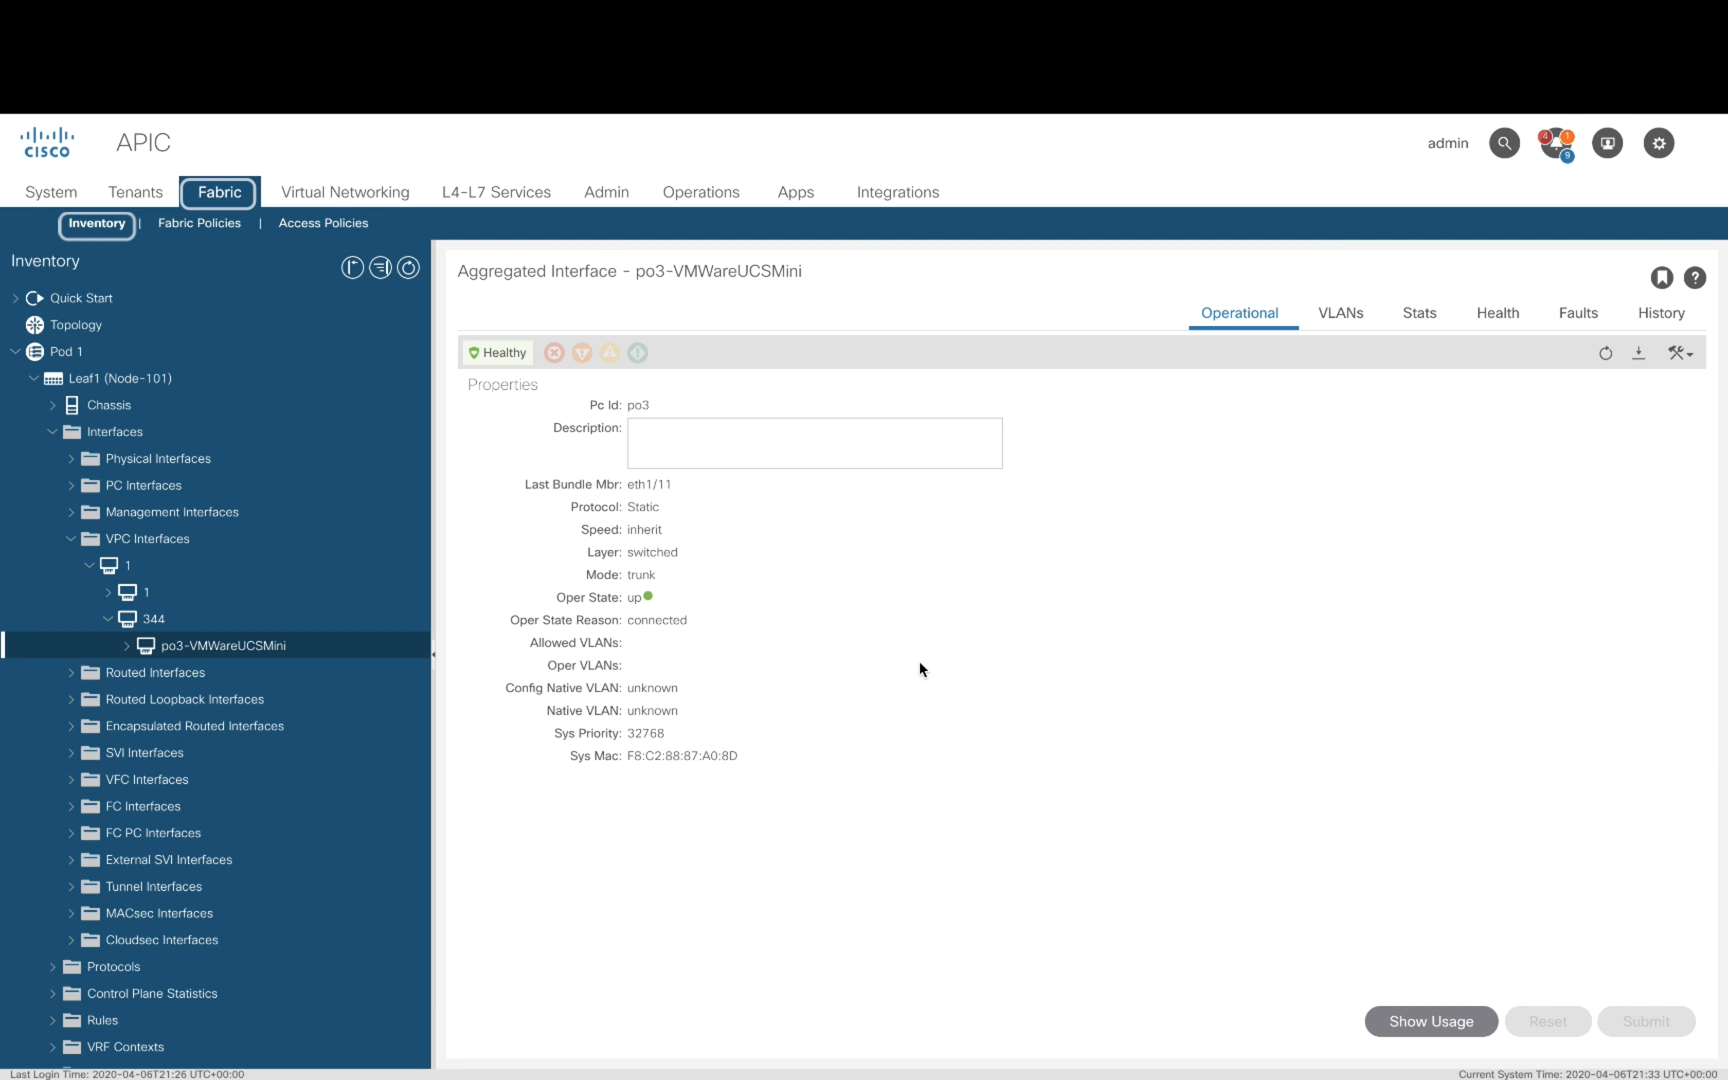 CISCO
APIC
admin
4
1
9
System Tenants Fabric Virtual Networking L4-L7 Services Admin Operations Apps Integrations
Inventory | Fabric Policies | Access Policies
Inventory
Quick Start
Topology
Pod 1
Leaf1 (Node-101)
Chassis
Interfaces
Physical Interfaces
PC Interfaces
Management Interfaces
VPC Interfaces
1
1
344
po3-VMWareUCSMini
Routed Interfaces
Routed Loopback Interfaces
Encapsulated Routed Interfaces
SVI Interfaces
VFC Interfaces
FC Interfaces
FC PC Interfaces
External SVI Interfaces
Tunnel Interfaces
MACsec Interfaces
Cloudsec Interfaces
Protocols
Control Plane Statistics
Rules
VRF Contexts
Aggregated Interface - po3-VMWareUCSMini
Operational VLANs Stats Health Faults History
Healthy
Properties
Pc Id: po3
Description:
Last Bundle Mbr: eth1/11
Protocol: Static
Speed: inherit
Layer: switched
Mode: trunk
Oper State: up
Oper State Reason: connected
Allowed VLANs:
Oper VLANs:
Config Native VLAN: unknown
Native VLAN: unknown
Sys Priority: 32768
Sys Mac: F8:C2:88:87:A0:8D
Show Usage Reset Submit
Last Login Time: 2020-04-06T21:26 UTC+00:00
Current System Time: 2020-04-06T21:33 UTC+00:00